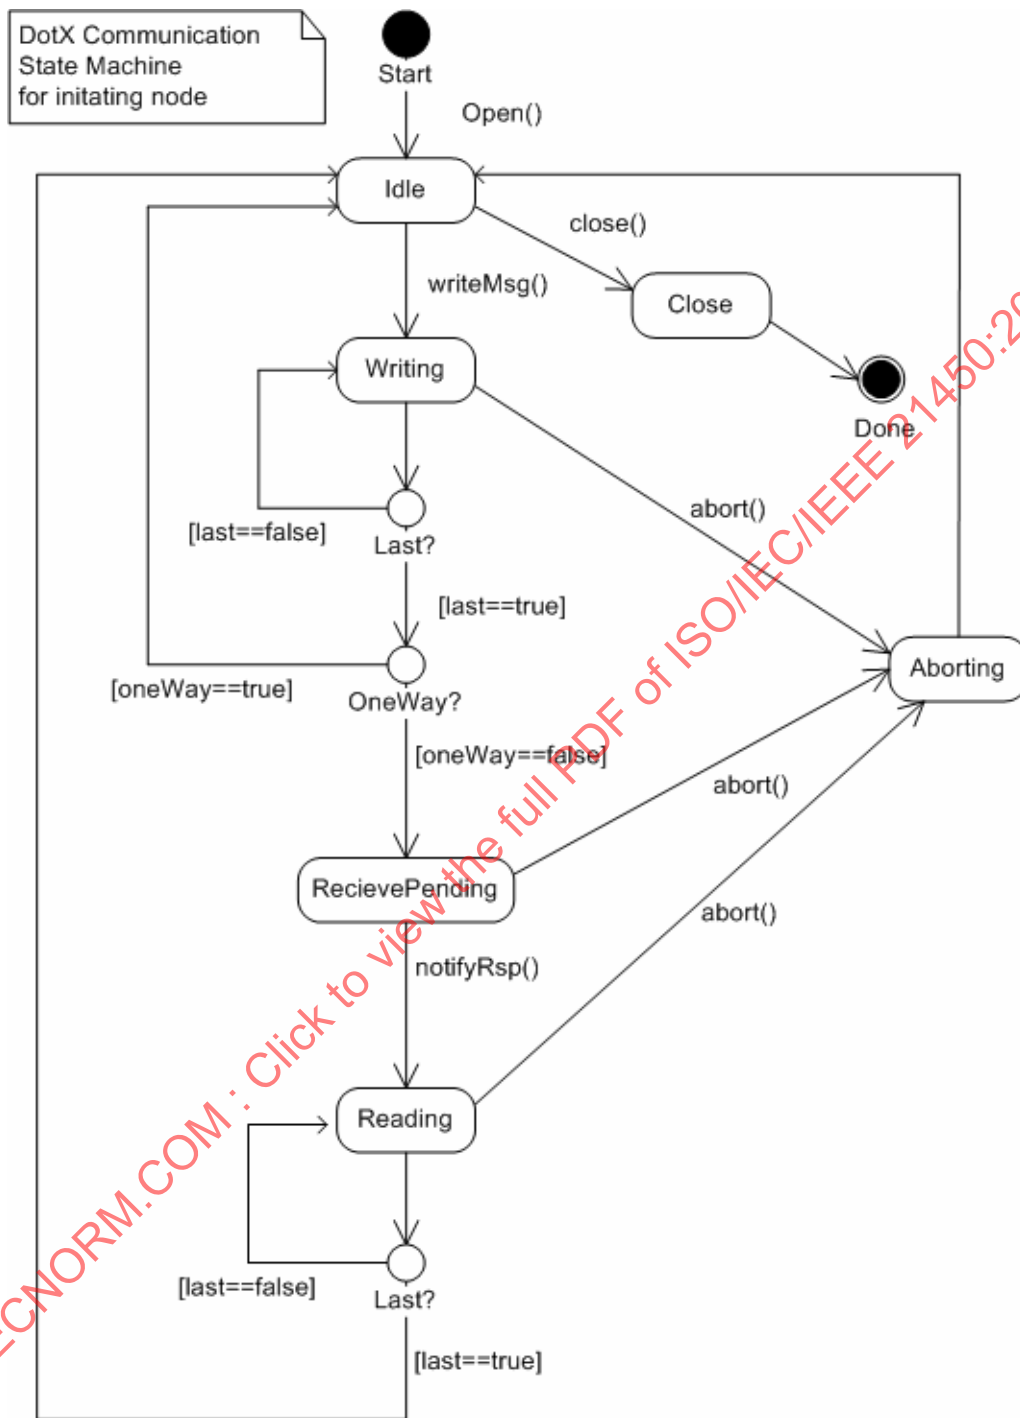 DotX Communication
State Machine
for initating node
Start
Open()
Idle
close()
writeMsg()
Close
Writing
Done
abort()
[last==false]
Last?
[last==true]
Aborting
[oneWay==true]
OneWay?
[oneWay==false]
abort()
RecievePending
abort()
notifyRsp()
Reading
[last==false]
Last?
[last==true]
ECNORM.COM : Click to view the full PDF of ISO/IEC/IEEE 21450:20